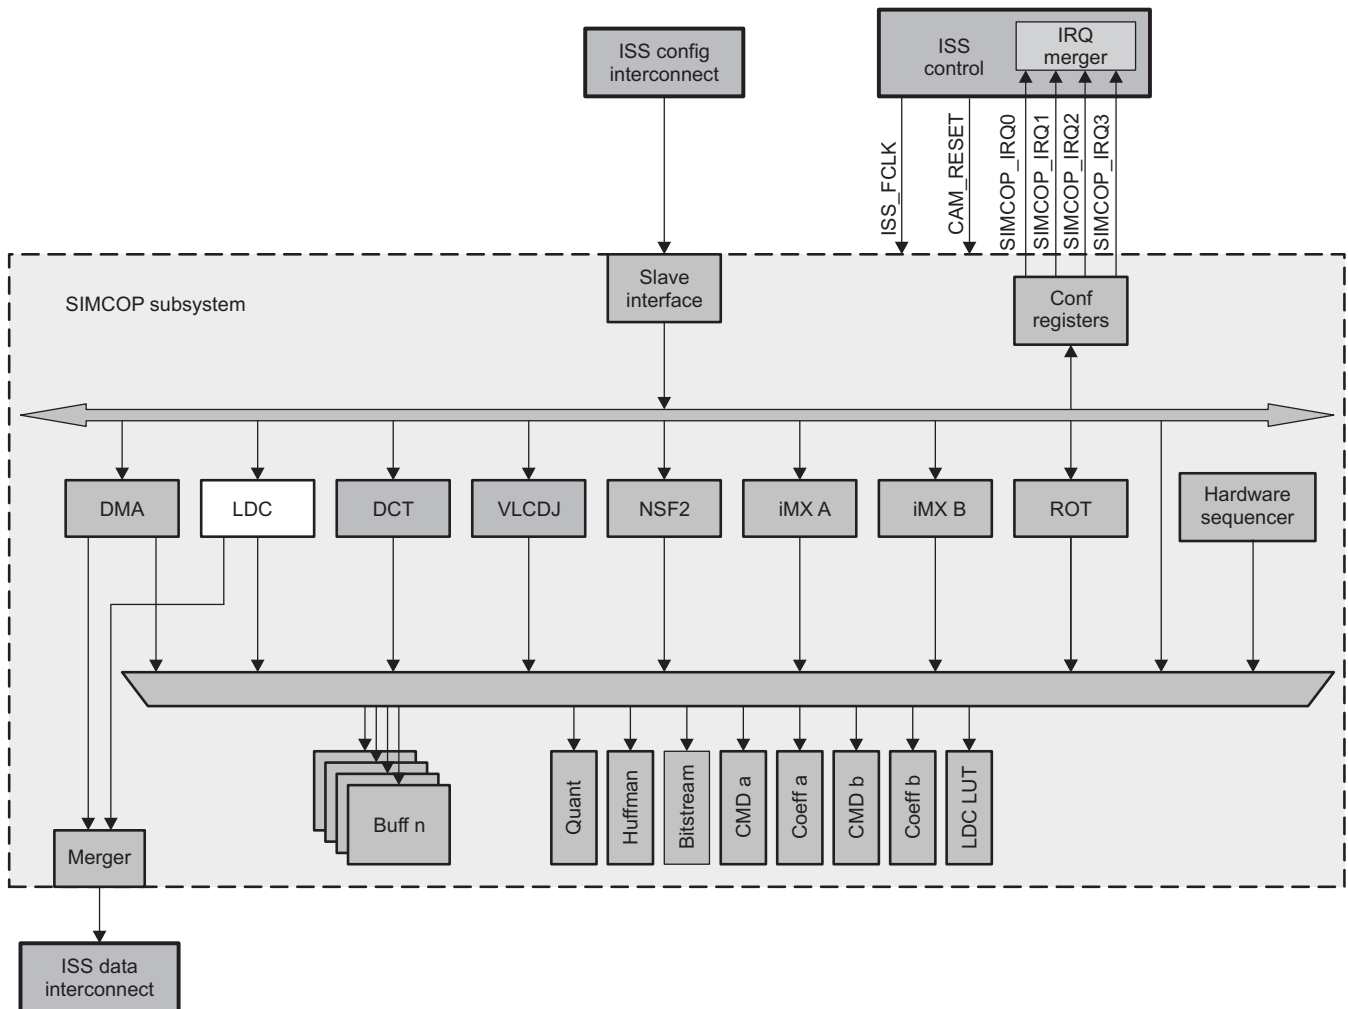 ISS config
interconnect
ISS
control
IRQ
merger
ISS_FCLK
CAM_RESET
SIMCOP_IRQ0
SIMCOP_IRQ1
SIMCOP_IRQ2
SIMCOP_IRQ3
SIMCOP subsystem
Slave
interface
Conf
registers
DMA
LDC
DCT
VLCDJ
NSF2
iMX A
iMX B
ROT
Hardware
sequencer
Buff n
Quant
Huffman
Bitstream
CMD a
Coeff a
CMD b
Coeff b
LDC LUT
Merger
ISS data
interconnect